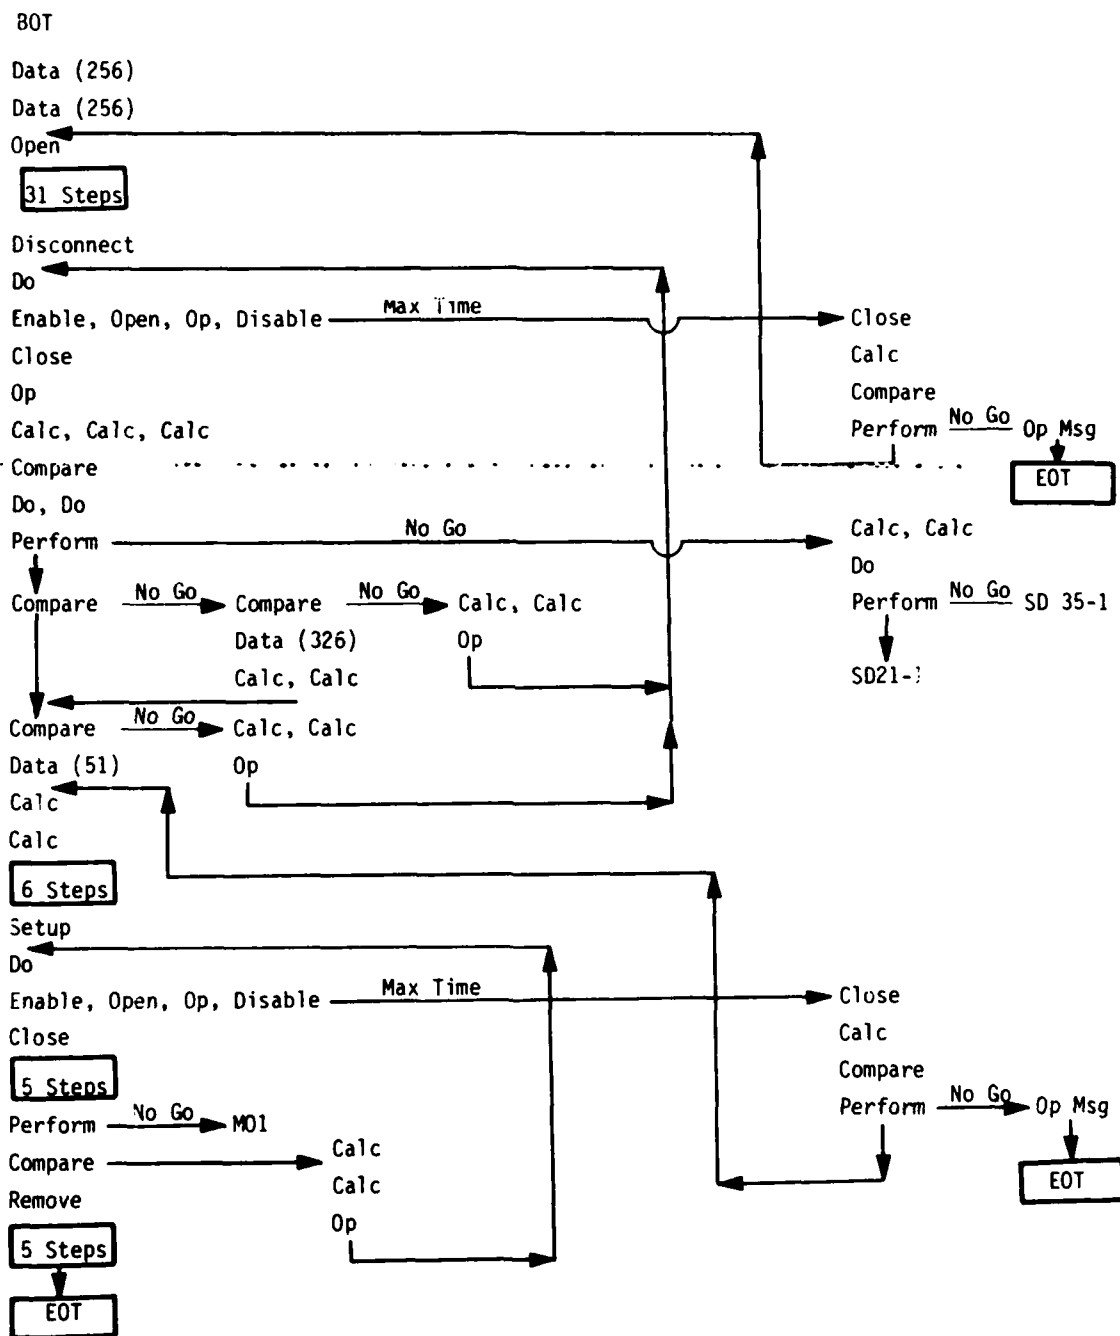 BOT
Data (256)
Data (256)
Open
31 Steps
Disconnect
Do
Enable, Open, Op, Disable Max Time Close
Close Calc
Op Compare
Calc, Calc, Calc Perform No Go Op Msg
Compare EOT
Do, Do
Perform No Go Calc, Calc
Do
Compare No Go Compare No Go Calc, Calc Perform No Go SD 35-1
Data (326) Op
Calc, Calc SD21-
Compare No Go Calc, Calc
Data (51) Op
Calc
Calc
6 Steps
Setup
Do
Enable, Open, Op, Disable Max Time Close
Close Calc
5 Steps Compare
Perform No Go M01 Perform No Go Op Msg
Compare Calc
Remove Calc EOT
Op
5 Steps
EOT